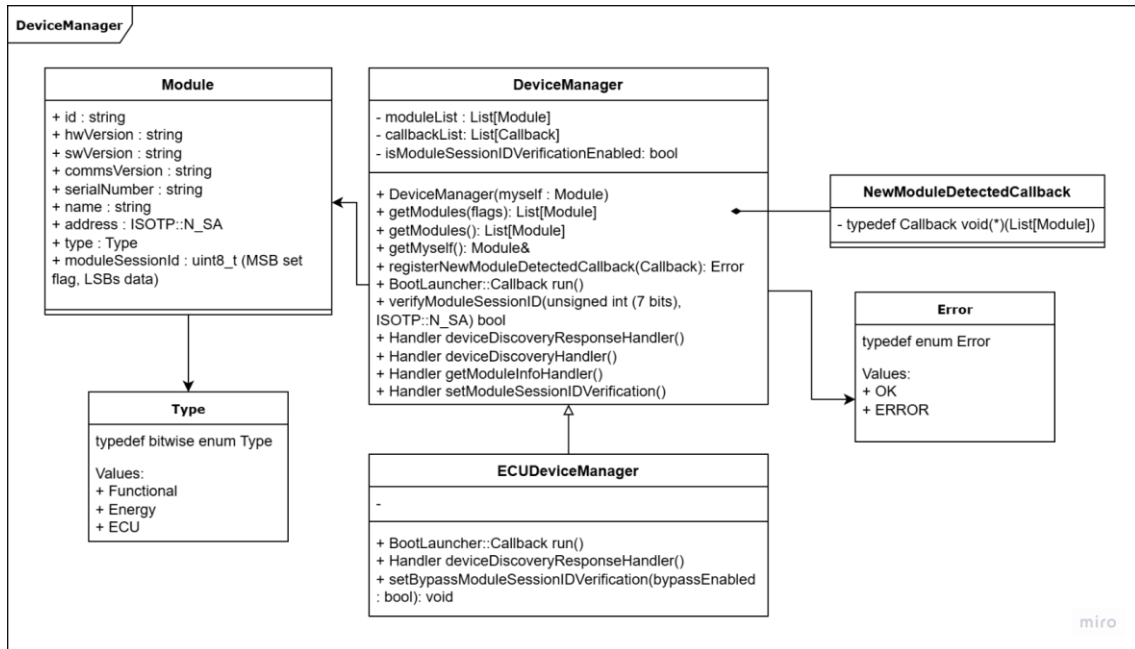 DeviceManager
Module
+ id : string
+ hwVersion : string
+ swVersion : string
+ commsVersion : string
+ serialNumber : string
+ name : string
+ address : ISOTP::N_SA
+ type : Type
+ moduleSessionId : uint8_t (MSB set
flag, LSBs data)
DeviceManager
- moduleList : List[Module]
- callbackList: List[Callback]
- isModuleSessionIDVerificationEnabled: bool
+ DeviceManager(myself : Module)
+ getModules(flags): List[Module]
+ getModules(): List[Module]
+ getMyself(): Module&
+ registerNewModuleDetectedCallback(Callback): Error
+ BootLauncher::Callback run()
+ verifyModuleSessionID(unsigned int (7 bits),
ISOTP::N_SA) bool
+ Handler deviceDiscoveryResponseHandler()
+ Handler deviceDiscoveryHandler()
+ Handler getModuleInfoHandler()
+ Handler setModuleSessionIDVerification()
NewModuleDetectedCallback
- typedef Callback void(*)(List[Module])
Error
typedef enum Error
Values:
+ OK
+ ERROR
Type
typedef bitwise enum Type
Values:
+ Functional
+ Energy
+ ECU
ECUDeviceManager
-
+ BootLauncher::Callback run()
+ Handler deviceDiscoveryResponseHandler()
+ setBypassModuleSessionIDVerification(bypassEnabled
: bool): void
miro